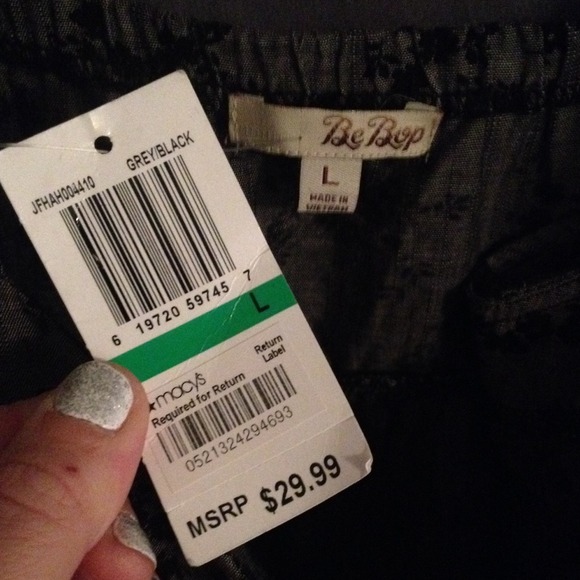 JFHAH004410
GREY/BLACK
6 19720 59745 7
L
★macy's
Return Label
Required for Return
0521324294693
MSRP $29.99
Be Bop
L
MADE IN
VIETNAM